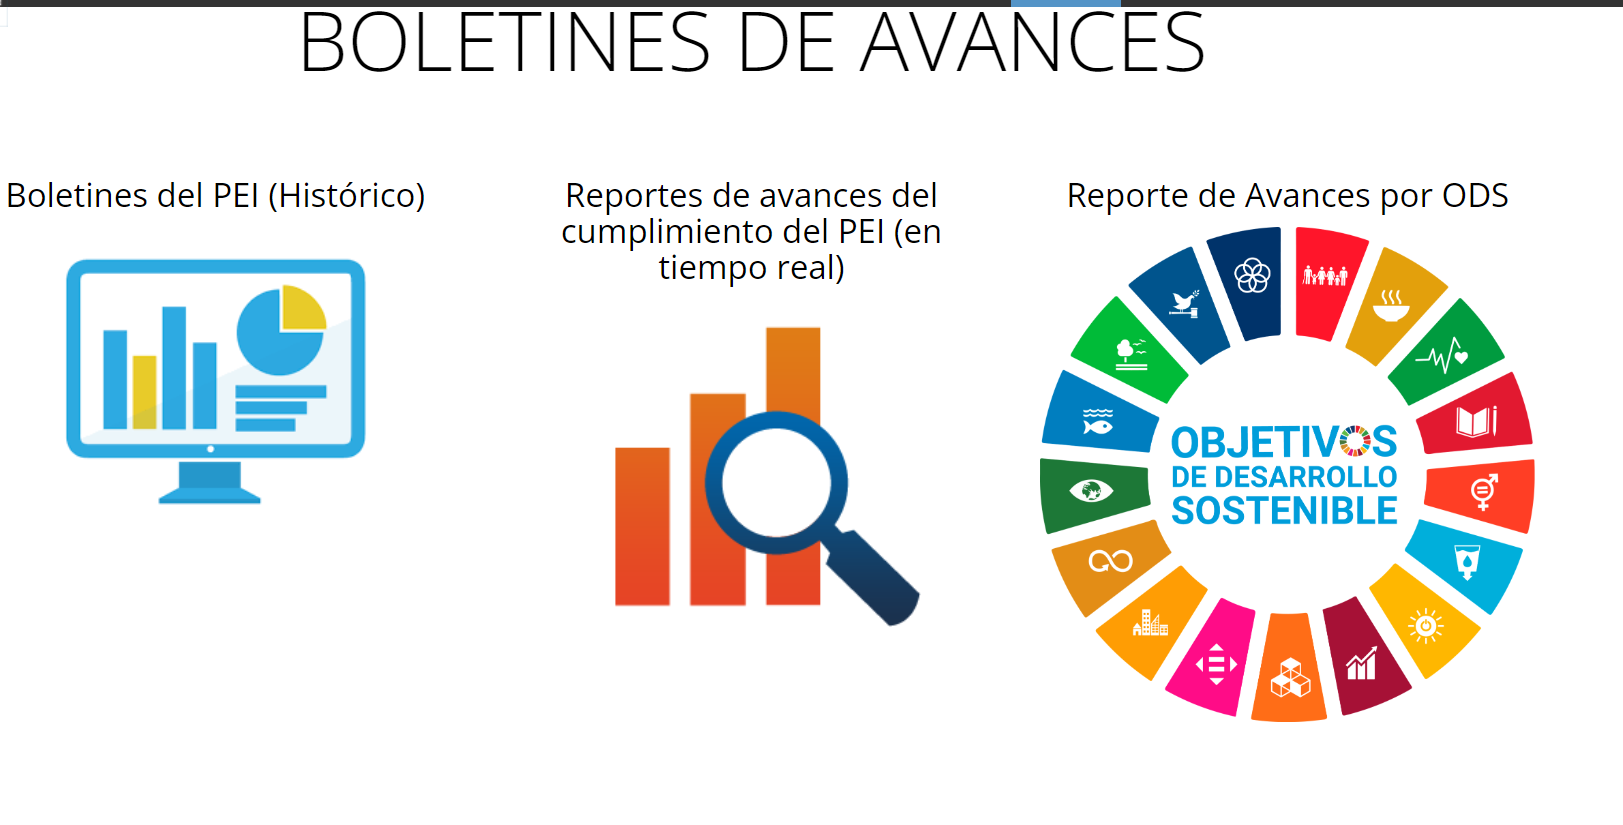 BOLETINES DE AVANCES
Boletines del PEI (Histórico)
Reportes de avances del
cumplimiento del PEI (en
tiempo real)
Reporte de Avances por ODS
OBJETIVOS
DE DESARROLLO
SOSTENIBLE